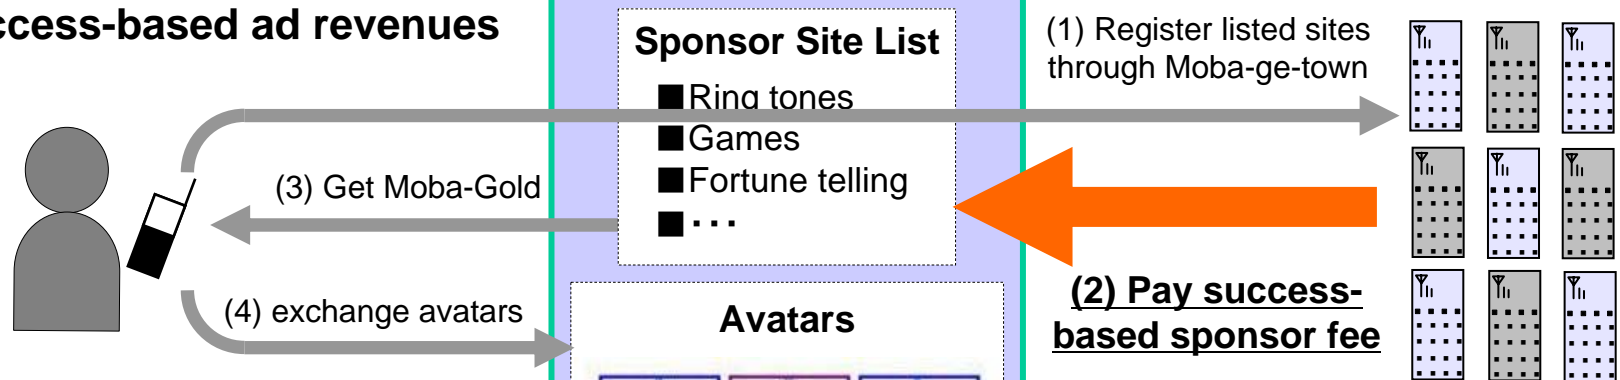 ccess-based ad revenues
Sponsor Site List
■Ring tones
■Games
■Fortune telling
■・・・
(1) Register listed sites
through Moba-ge-town
(3) Get Moba-Gold
(2) Pay success-
based sponsor fee
(4) exchange avatars
Avatars